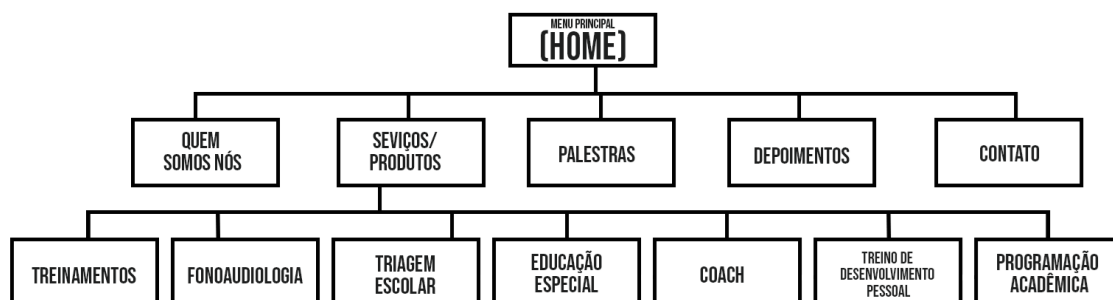 MENU PRINCIPAL
(HOME)
QUEM
SOMOS NÓS
SEVIÇOS/
PRODUTOS
PALESTRAS
DEPOIMENTOS
CONTATO
TREINAMENTOS
FONOAUDIOLOGIA
TRIAGEM
ESCOLAR
EDUCAÇÃO
ESPECIAL
COACH
TREINO DE
DESENVOLVIMENTO
PESSOAL
PROGRAMAÇÃO
ACADÊMICA